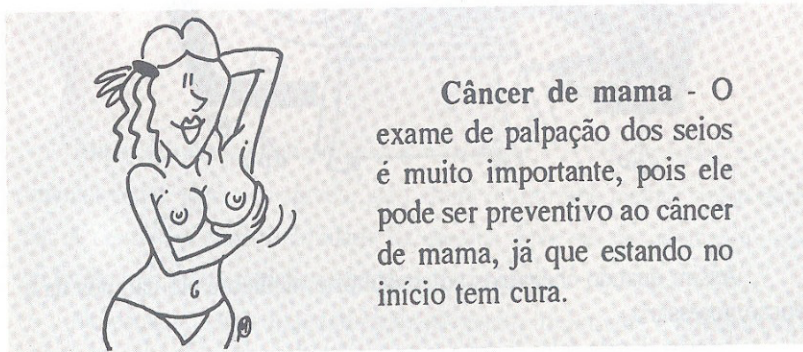 Câncer de mama - O
exame de palpação dos seios
é muito importante, pois ele
pode ser preventivo ao câncer
de mama, já que estando no
início tem cura.